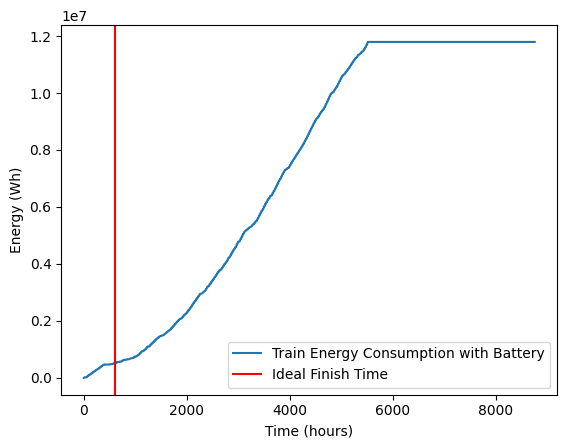 1e7
1.2
1.0
0.8
0.6
0.4
0.2
0.0
Energy (Wh)
Train Energy Consumption with Battery
Ideal Finish Time
0 2000 4000 6000 8000
Time (hours)